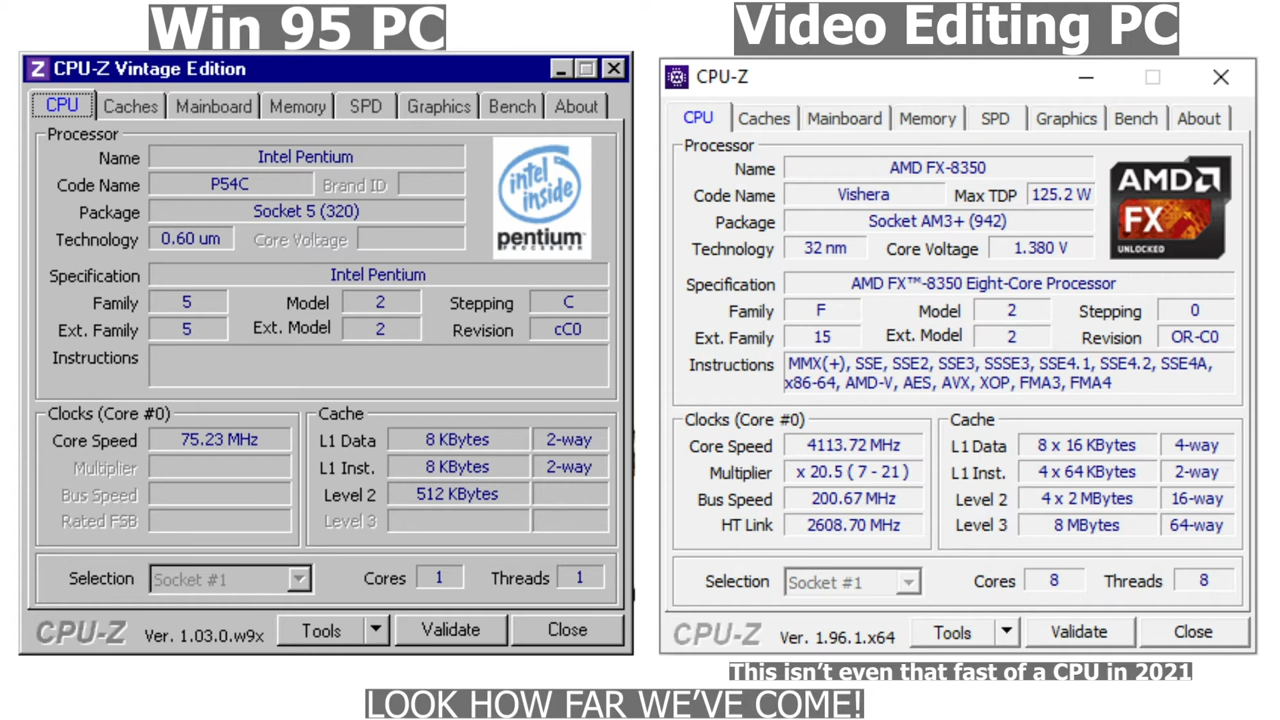 Win 95 PC
CPU-Z Vintage Edition
CPU Caches Mainboard Memory SPD Graphics Bench About
Processor
Name Intel Pentium
Code Name P54C Brand ID
Package Socket 5 (320)
Technology 0.60 um Core Voltage
intel inside
pentium
PROCESSOR
Specification Intel Pentium
Family 5 Model 2 Stepping C
Ext. Family 5 Ext. Model 2 Revision cC0
Instructions
Clocks (Core #0)
Core Speed 75.23 MHz
Multiplier
Bus Speed
Rated FSB
Cache
L1 Data 8 KBytes 2-way
L1 Inst. 8 KBytes 2-way
Level 2 512 KBytes
Level 3
Selection Socket #1 Cores 1 Threads 1
CPU-Z Ver. 1.03.0.w9x Tools Validate Close
Video Editing PC
CPU-Z
CPU Caches Mainboard Memory SPD Graphics Bench About
Processor
Name AMD FX-8350
Code Name Vishera Max TDP 125.2 W
Package Socket AM3+ (942)
Technology 32 nm Core Voltage 1.380 V
AMD
FX
UNLOCKED
Specification AMD FX™-8350 Eight-Core Processor
Family F Model 2 Stepping 0
Ext. Family 15 Ext. Model 2 Revision OR-C0
Instructions MMX(+), SSE, SSE2, SSE3, SSSE3, SSE4.1, SSE4.2, SSE4A,
x86-64, AMD-V, AES, AVX, XOP, FMA3, FMA4
Clocks (Core #0)
Core Speed 4113.72 MHz
Multiplier x 20.5 ( 7 - 21 )
Bus Speed 200.67 MHz
HT Link 2608.70 MHz
Cache
L1 Data 8 x 16 KBytes 4-way
L1 Inst. 4 x 64 KBytes 2-way
Level 2 4 x 2 MBytes 16-way
Level 3 8 MBytes 64-way
Selection Socket #1 Cores 8 Threads 8
CPU-Z Ver. 1.96.1.x64 Tools Validate Close
This isn't even that fast of a CPU in 2021
LOOK HOW FAR WE'VE COME!